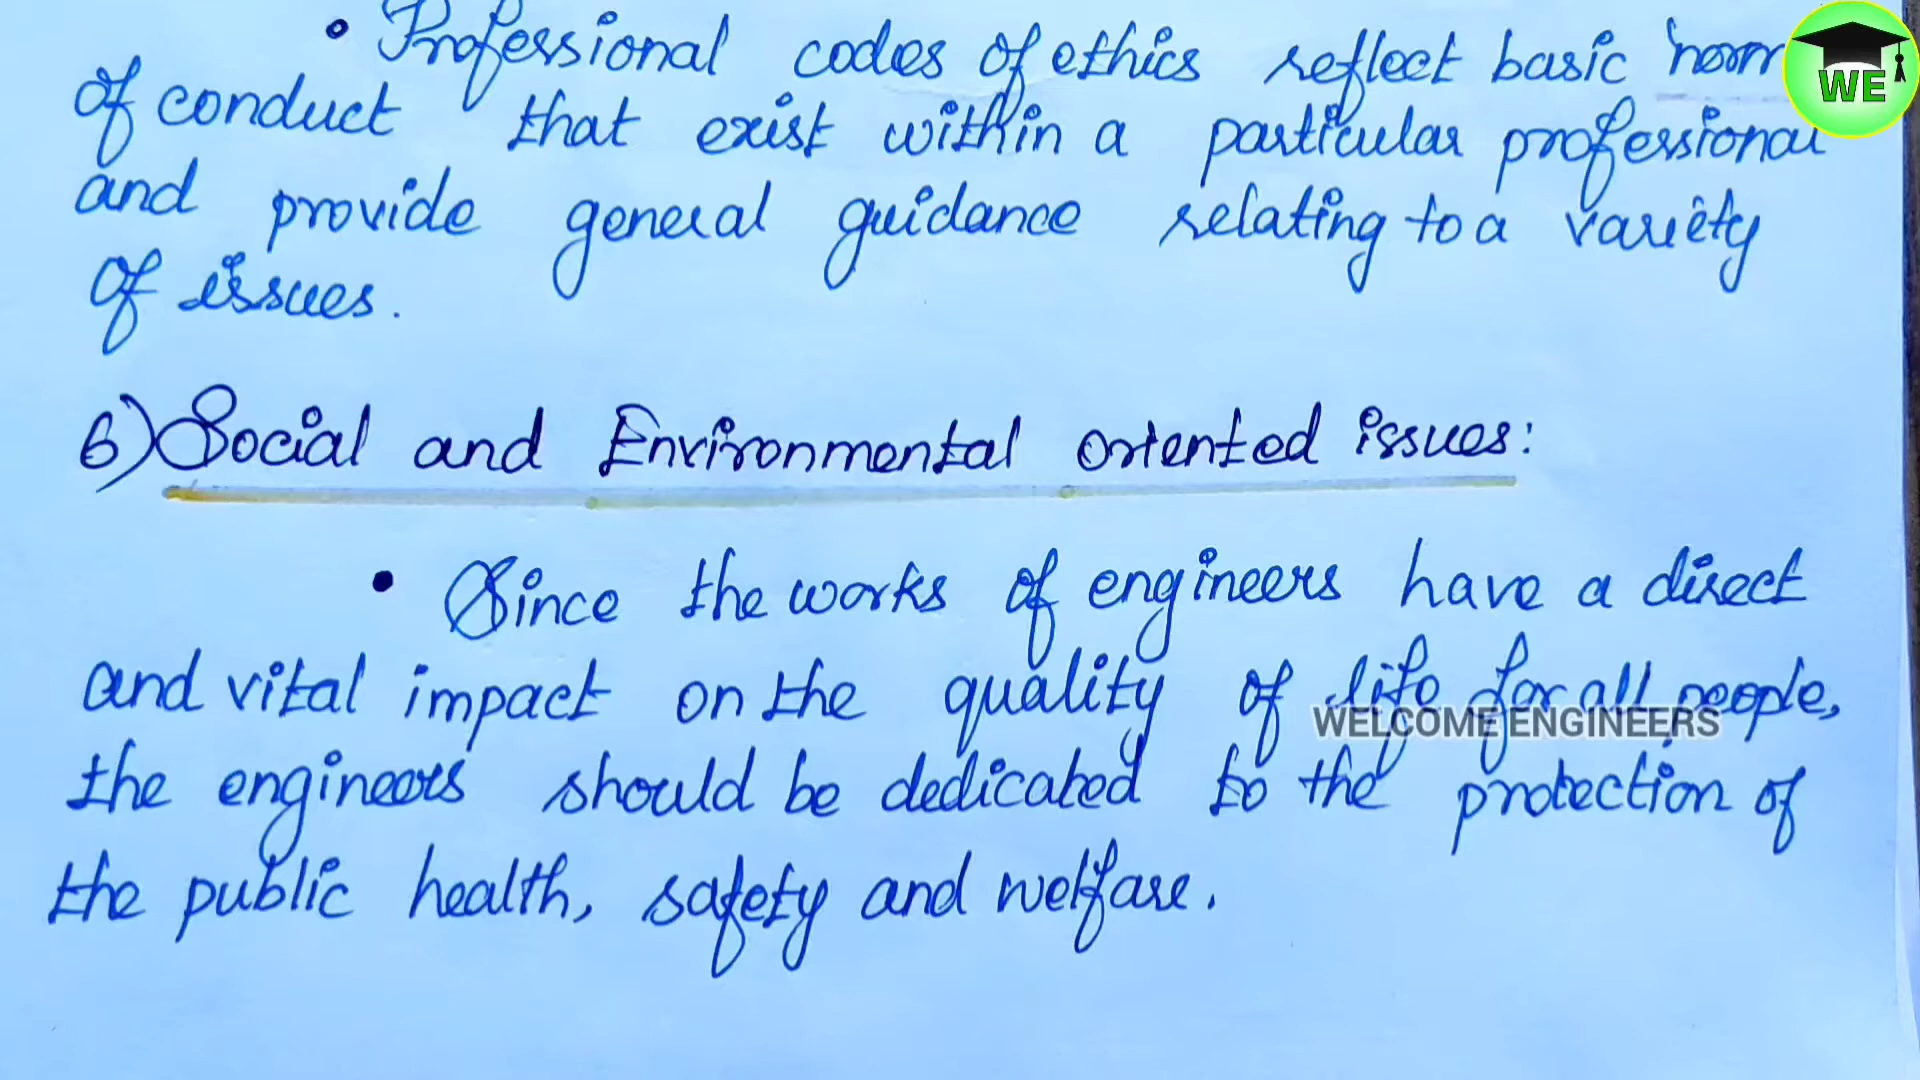 • Professional codes of ethics reflect basic norm
WE
of conduct that exist within a particular professional
and provide general guidance relating to a variety
of issues.
6) Social and Environmental oriented issues:
• Since the works of engineers have a direct
and vital impact on the quality of life for all people,
WELCOME ENGINEERS
the engineers should be dedicated to the protection of
the public health, safety and welfare.